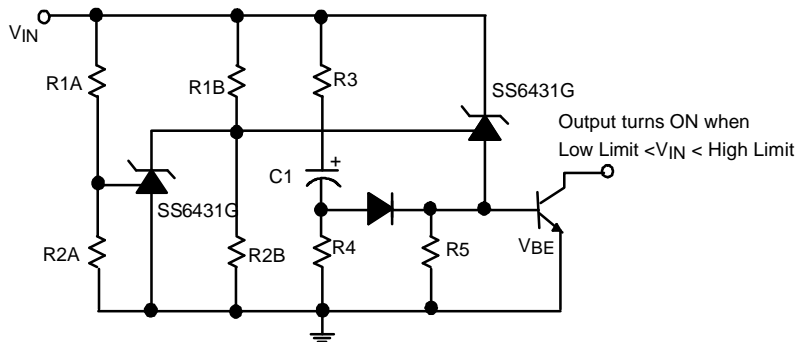 VIN
R1A
R1B
R3
SS6431G
Output turns ON when
Low Limit <VIN < High Limit
C1
+
SS6431G
R2A
R2B
R4
R5
VBE